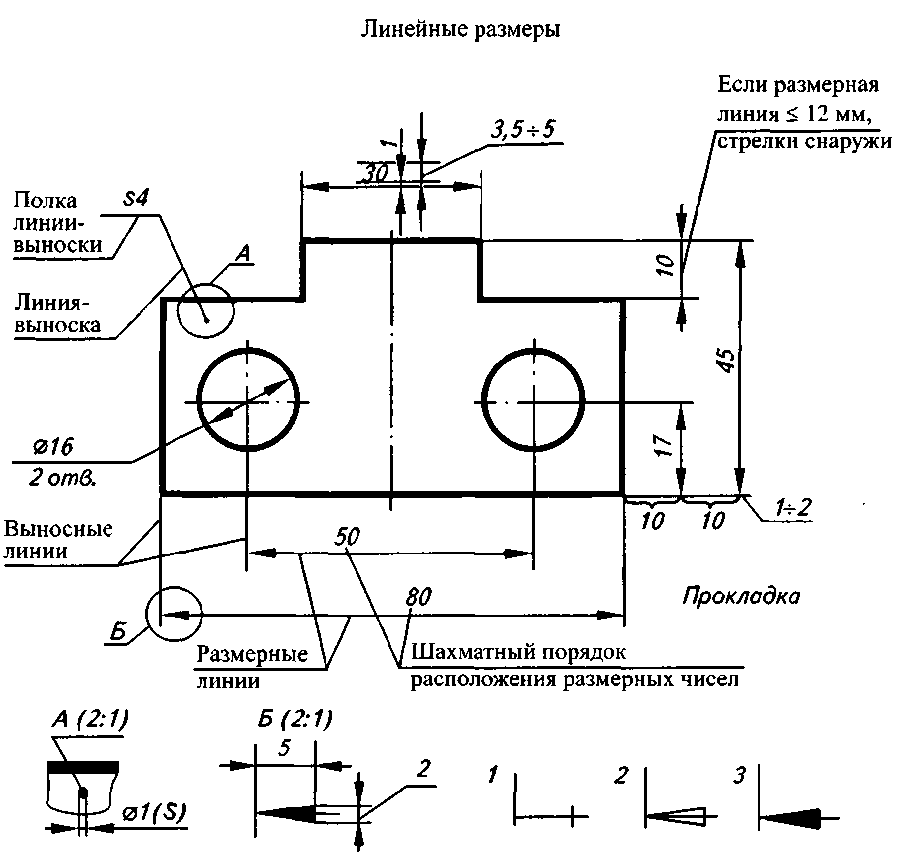 Линейные размеры
Если размерная
линия ≤ 12 мм,
стрелки снаружи
1
3,5÷5
30
Полка
линии-
выноски
s4
А
Линия-
выноска
10
45
17
⌀16
2 отв.
Выносные
линии
50
10
10
1÷2
80
Прокладка
Б
Размерные
линии
Шахматный порядок
расположения размерных чисел
А (2:1)
Б (2:1)
5
2
1
2
3
⌀1(S)